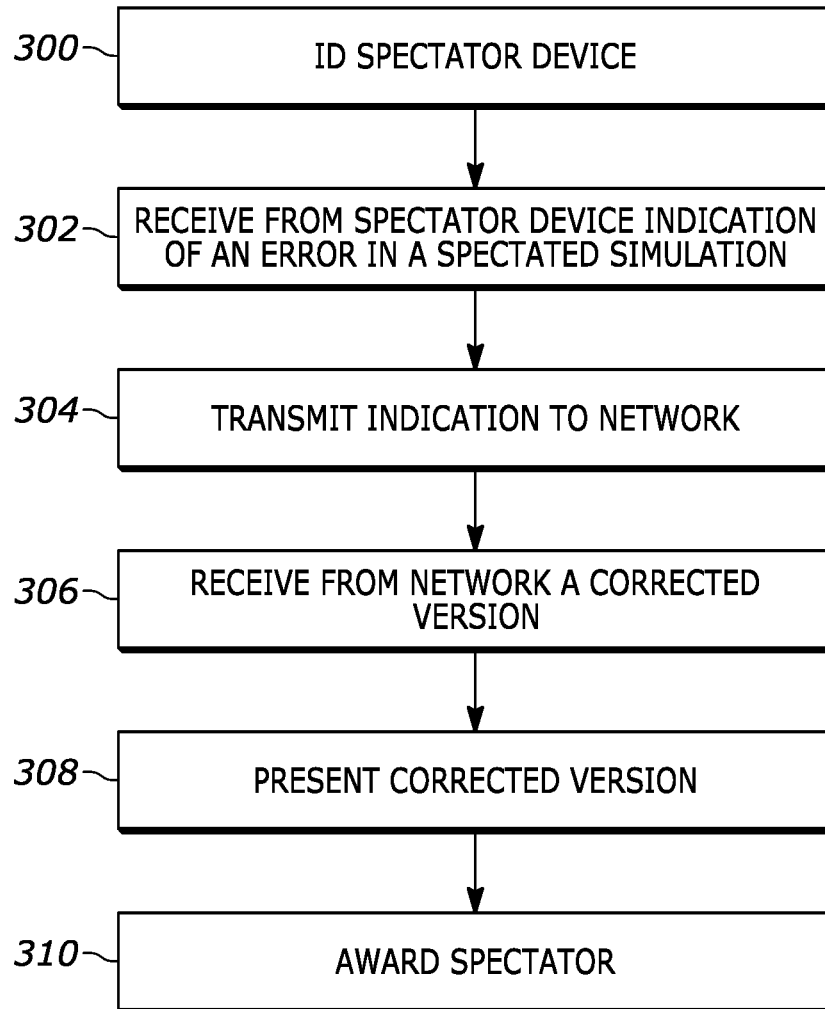 300
ID SPECTATOR DEVICE
302
RECEIVE FROM SPECTATOR DEVICE INDICATION
OF AN ERROR IN A SPECTATED SIMULATION
304
TRANSMIT INDICATION TO NETWORK
306
RECEIVE FROM NETWORK A CORRECTED
VERSION
308
PRESENT CORRECTED VERSION
310
AWARD SPECTATOR